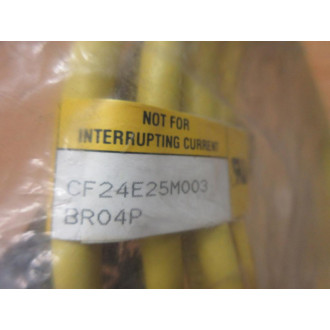 NOT FOR
INTERRUPTING CURRENT
CF24E25M003
BR04P